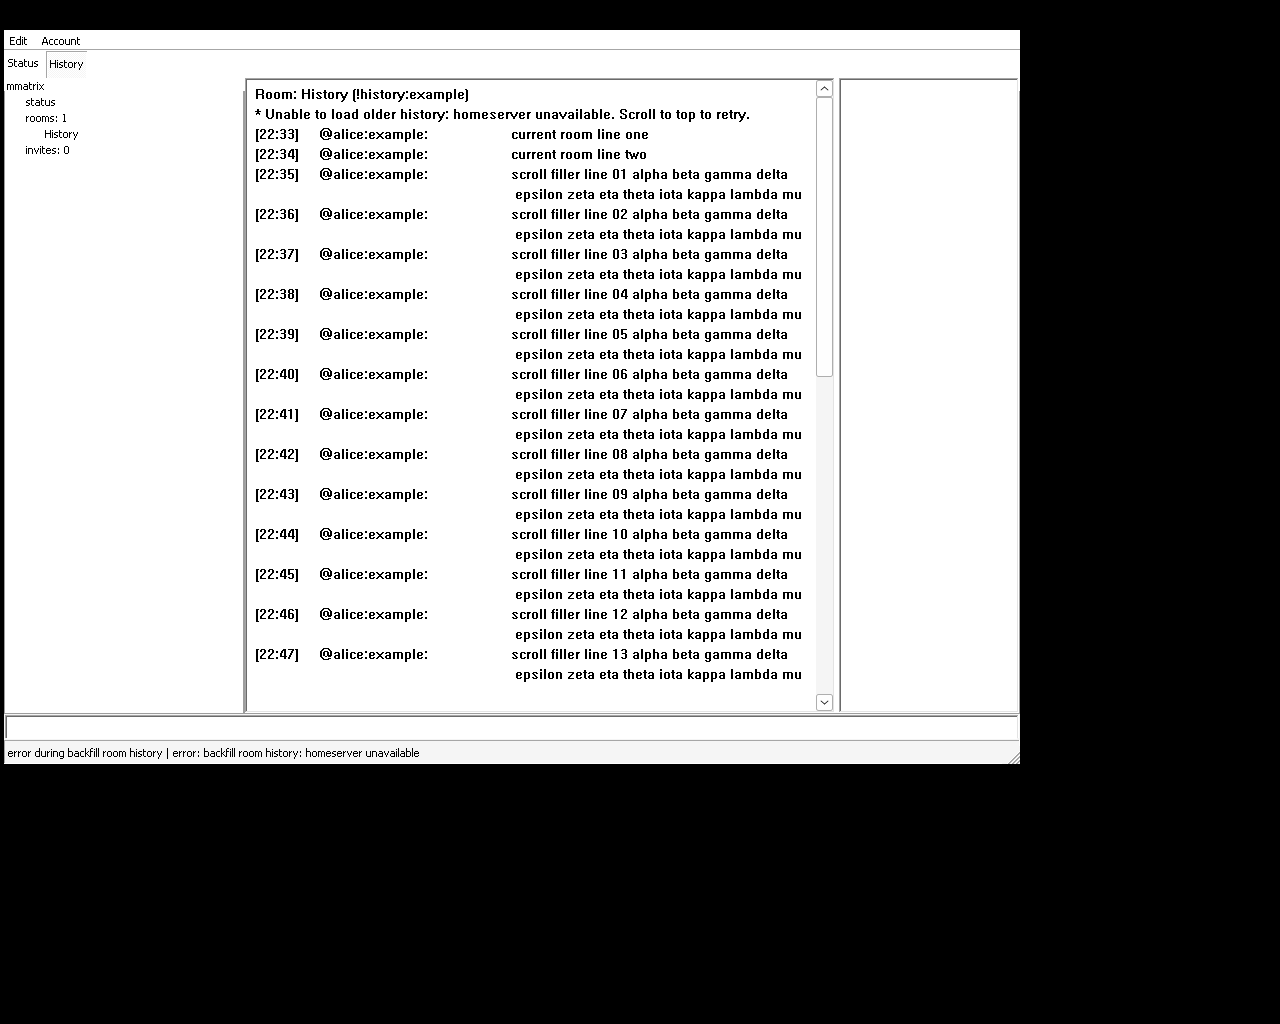 Edit Account
Status History
mmatrix
status
rooms: 1
History
invites: 0
Room: History (!history:example)
* Unable to load older history: homeserver unavailable. Scroll to top to retry.
[22:33] @alice:example: current room line one
[22:34] @alice:example: current room line two
[22:35] @alice:example: scroll filler line 01 alpha beta gamma delta
epsilon zeta eta theta iota kappa lambda mu
[22:36] @alice:example: scroll filler line 02 alpha beta gamma delta
epsilon zeta eta theta iota kappa lambda mu
[22:37] @alice:example: scroll filler line 03 alpha beta gamma delta
epsilon zeta eta theta iota kappa lambda mu
[22:38] @alice:example: scroll filler line 04 alpha beta gamma delta
epsilon zeta eta theta iota kappa lambda mu
[22:39] @alice:example: scroll filler line 05 alpha beta gamma delta
epsilon zeta eta theta iota kappa lambda mu
[22:40] @alice:example: scroll filler line 06 alpha beta gamma delta
epsilon zeta eta theta iota kappa lambda mu
[22:41] @alice:example: scroll filler line 07 alpha beta gamma delta
epsilon zeta eta theta iota kappa lambda mu
[22:42] @alice:example: scroll filler line 08 alpha beta gamma delta
epsilon zeta eta theta iota kappa lambda mu
[22:43] @alice:example: scroll filler line 09 alpha beta gamma delta
epsilon zeta eta theta iota kappa lambda mu
[22:44] @alice:example: scroll filler line 10 alpha beta gamma delta
epsilon zeta eta theta iota kappa lambda mu
[22:45] @alice:example: scroll filler line 11 alpha beta gamma delta
epsilon zeta eta theta iota kappa lambda mu
[22:46] @alice:example: scroll filler line 12 alpha beta gamma delta
epsilon zeta eta theta iota kappa lambda mu
[22:47] @alice:example: scroll filler line 13 alpha beta gamma delta
epsilon zeta eta theta iota kappa lambda mu
error during backfill room history | error: backfill room history: homeserver unavailable